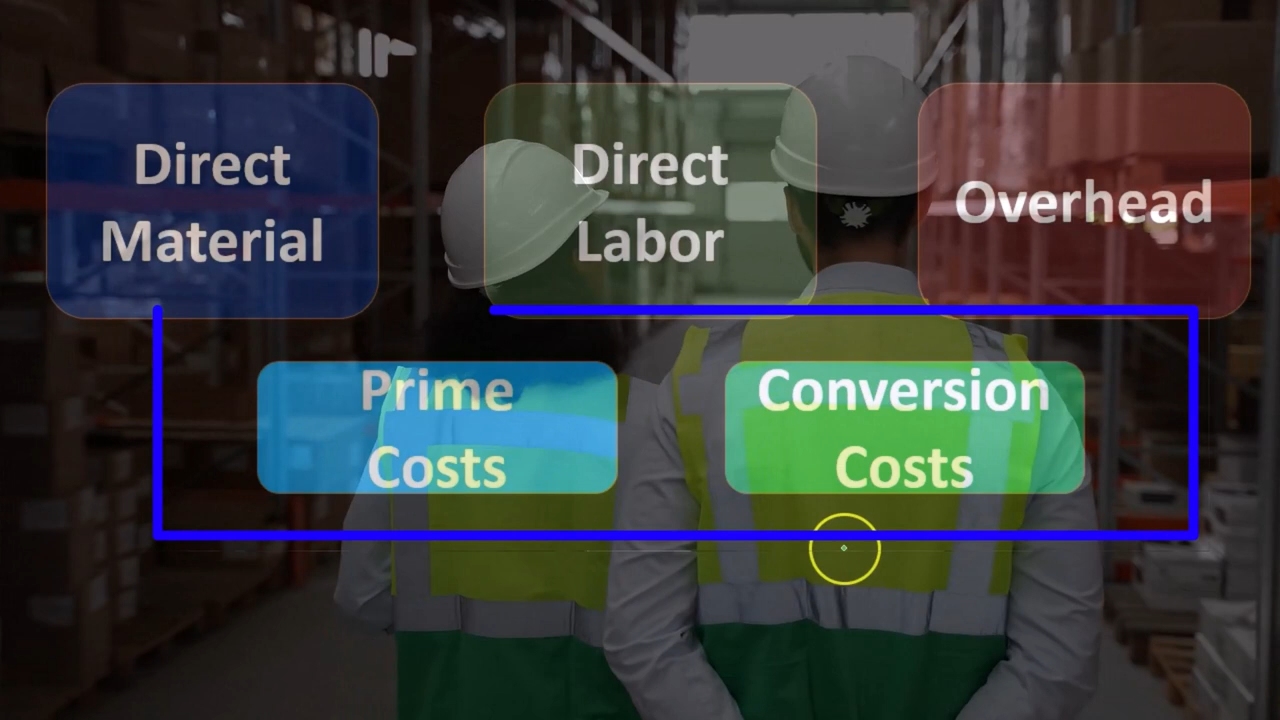 Direct
Material
Direct
Labor
Overhead
Prime
Costs
Conversion
Costs